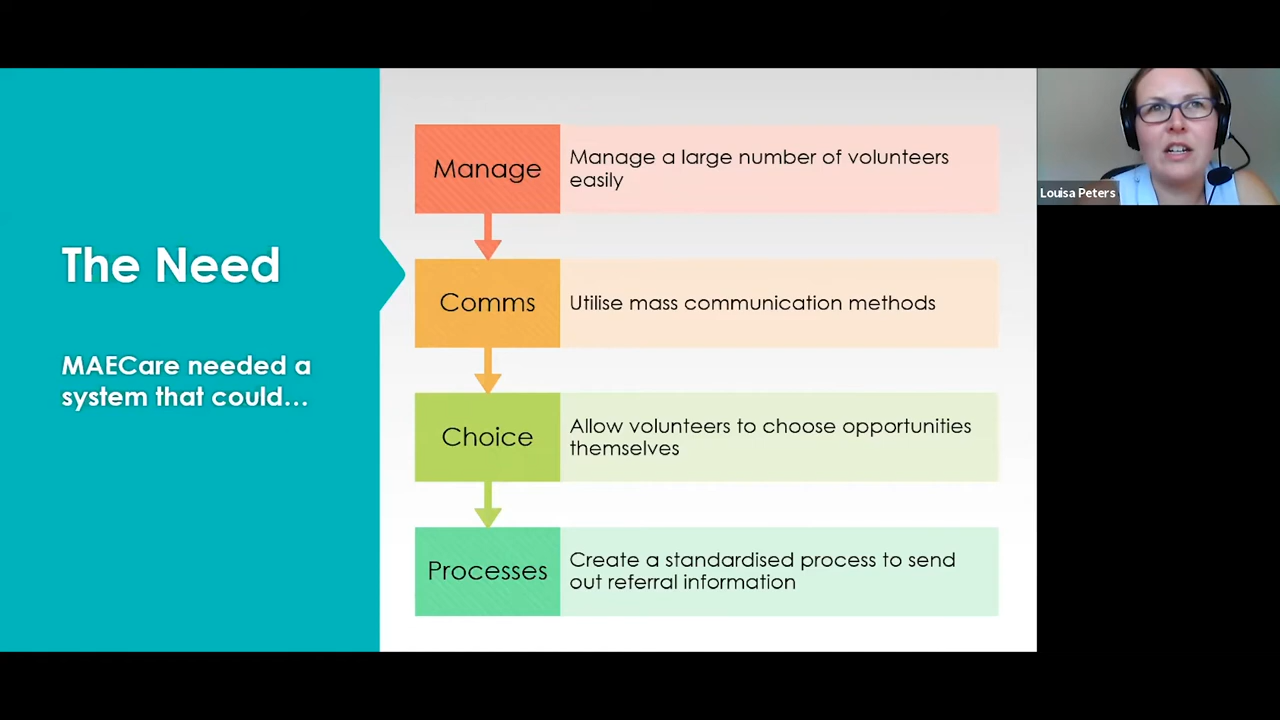 The Need
MAECare needed a
system that could...
Manage
Manage a large number of volunteers
easily
Comms
Utilise mass communication methods
Choice
Allow volunteers to choose opportunities
themselves
Processes
Create a standardised process to send
out referral information
Louisa Peters